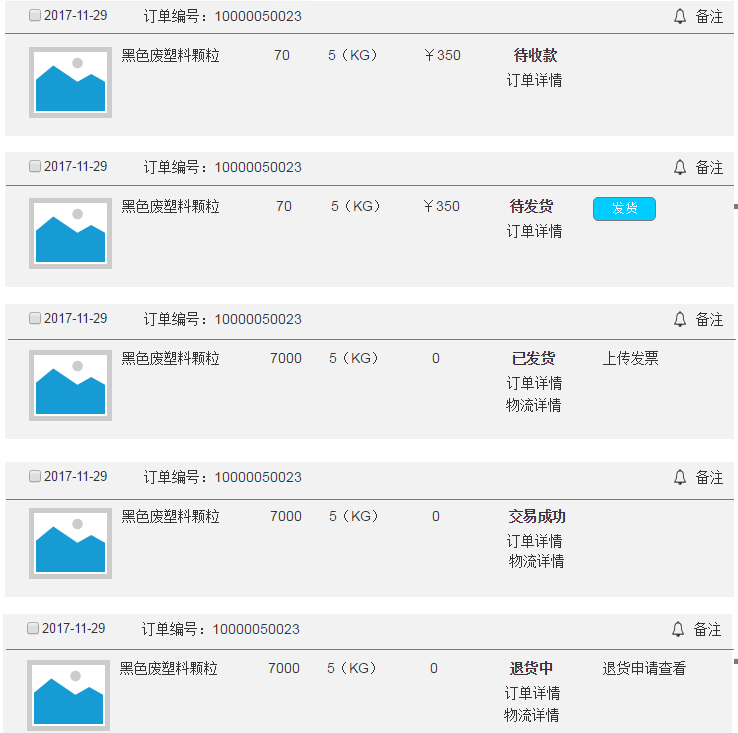 2017-11-29 订单编号：10000050023 备注
黑色废塑料颗粒 70 5（KG） ￥350 待收款
订单详情
2017-11-29 订单编号：10000050023 备注
黑色废塑料颗粒 70 5（KG） ￥350 待发货 发货
订单详情
2017-11-29 订单编号：10000050023 备注
黑色废塑料颗粒 7000 5（KG） 0 已发货 上传发票
订单详情
物流详情
2017-11-29 订单编号：10000050023 备注
黑色废塑料颗粒 7000 5（KG） 0 交易成功
订单详情
物流详情
2017-11-29 订单编号：10000050023 备注
黑色废塑料颗粒 7000 5（KG） 0 退货中 退货申请查看
订单详情
物流详情